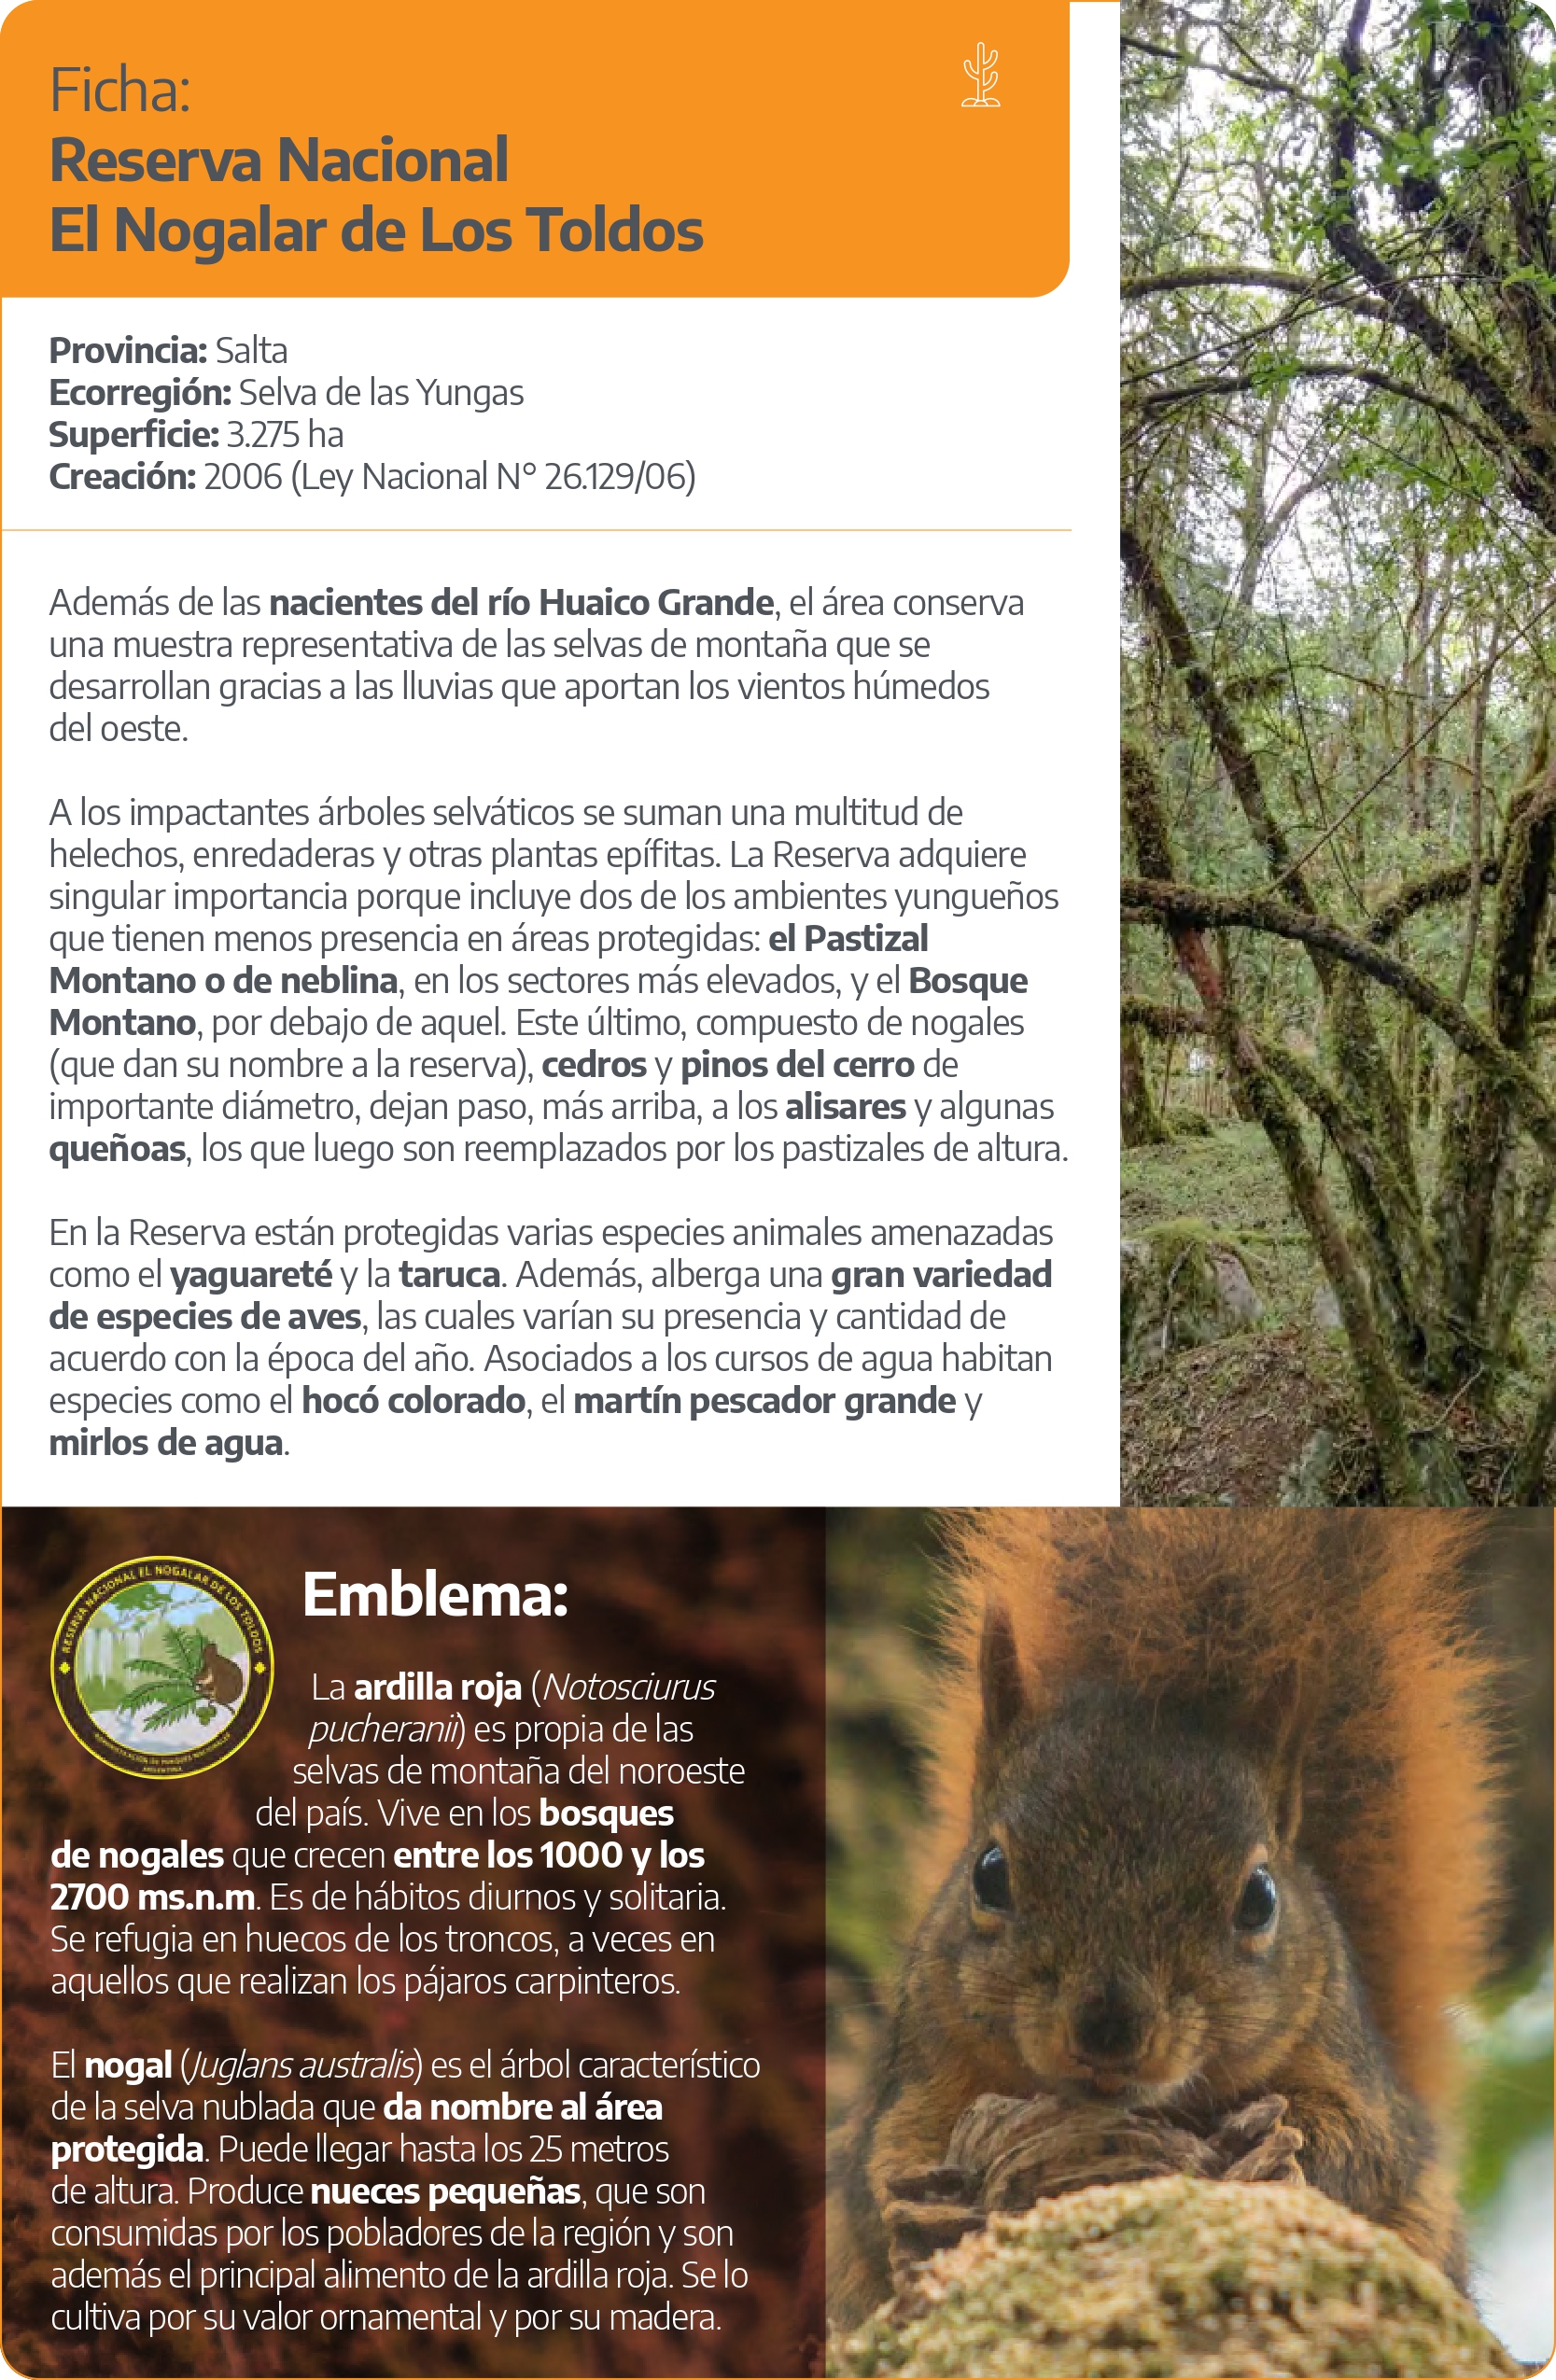 Ficha:
Reserva Nacional
El Nogalar de Los Toldos
Provincia: Salta
Ecorregión: Selva de las Yungas
Superficie: 3.275 ha
Creación: 2006 (Ley Nacional N° 26.129/06)
Además de las nacientes del río Huaico Grande, el área conserva
una muestra representativa de las selvas de montaña que se
desarrollan gracias a las lluvias que aportan los vientos húmedos
del oeste.
A los impactantes árboles selváticos se suman una multitud de
helechos, enredaderas y otras plantas epífitas. La Reserva adquiere
singular importancia porque incluye dos de los ambientes yungueños
que tienen menos presencia en áreas protegidas: el Pastizal
Montano o de neblina, en los sectores más elevados, y el Bosque
Montano, por debajo de aquel. Este último, compuesto de nogales
(que dan su nombre a la reserva), cedros y pinos del cerro de
importante diámetro, dejan paso, más arriba, a los alisares y algunas
queñoas, los que luego son reemplazados por los pastizales de altura.
En la Reserva están protegidas varias especies animales amenazadas
como el yaguareté y la taruca. Además, alberga una gran variedad
de especies de aves, las cuales varían su presencia y cantidad de
acuerdo con la época del año. Asociados a los cursos de agua habitan
especies como el hocó colorado, el martín pescador grande y
mirlos de agua.
RESERVA NACIONAL EL NOGALAR DE LOS TOLDOS
ADMINISTRACIÓN DE PARQUES NACIONALES
ARGENTINA
Emblema:
La ardilla roja (Notosciurus
pucheranii) es propia de las
selvas de montaña del noroeste
del país. Vive en los bosques
de nogales que crecen entre los 1000 y los
2700 ms.n.m. Es de hábitos diurnos y solitaria.
Se refugia en huecos de los troncos, a veces en
aquellos que realizan los pájaros carpinteros.
El nogal (Juglans australis) es el árbol característico
de la selva nublada que da nombre al área
protegida. Puede llegar hasta los 25 metros
de altura. Produce nueces pequeñas, que son
consumidas por los pobladores de la región y son
además el principal alimento de la ardilla roja. Se lo
cultiva por su valor ornamental y por su madera.